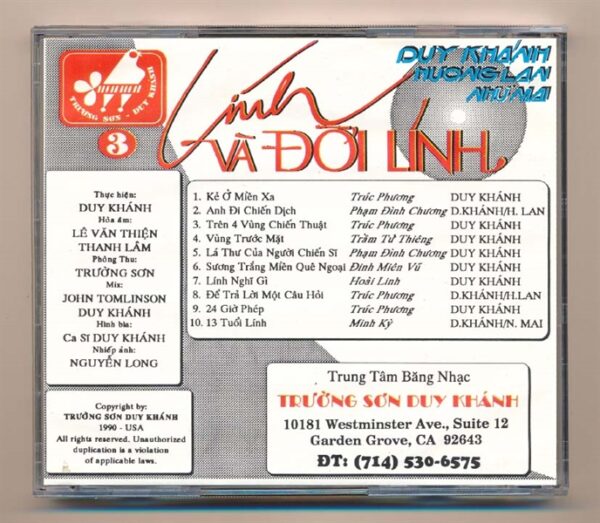 TRƯỜNG SƠN - DUY KHÁNH
3
Lính
VÀ ĐỜI LÍNH
DUY KHÁNH
HƯƠNG LAN
NHƯ MAI
Thực hiện:
DUY KHÁNH
Hòa âm:
LÊ VĂN THIỆN
THANH LÂM
Phòng Thu:
TRƯỜNG SƠN
Mix:
JOHN TOMLINSON
DUY KHÁNH
Hình bìa:
Ca Sĩ DUY KHÁNH
Nhiếp ảnh:
NGUYỄN LONG
1. Kẻ Ở Miền Xa Trúc Phương DUY KHÁNH
2. Anh Đi Chiến Dịch Phạm Đình Chương D.KHÁNH/H. LAN
3. Trên 4 Vùng Chiến Thuật Trúc Phương DUY KHÁNH
4. Vùng Trước Mặt Trầm Tử Thiêng DUY KHÁNH
5. Lá Thư Của Người Chiến Sĩ Phạm Đình Chương DUY KHÁNH
6. Sương Trắng Miền Quê Ngoại Đinh Miên Vũ DUY KHÁNH
7. Lính Nghĩ Gì Hoài Linh DUY KHÁNH
8. Để Trả Lời Một Câu Hỏi Trúc Phương D.KHÁNH/H.LAN
9. 24 Giờ Phép Trúc Phương DUY KHÁNH
10. 13 Tuổi Lính Minh Kỳ D.KHÁNH/N. MAI
Copyright by:
TRƯỜNG SƠN DUY KHÁNH
1990 - USA
All rights reserved. Unauthorized
duplication is a violation
of applicable laws.
Trung Tâm Băng Nhạc
TRƯỜNG SƠN DUY KHÁNH
10181 Westminster Ave., Suite 12
Garden Grove, CA 92643
ĐT: (714) 530-6575